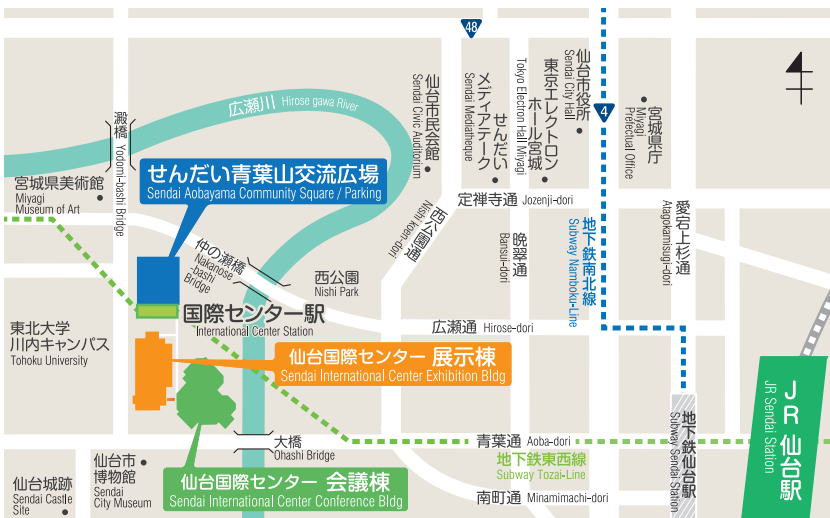 48
広瀬川 Hirose gawa River
澱橋
Yodomi-bashi Bridge
仙台市民会館
Sendai Civic Auditorium
せんだい
メディアテーク
Sendai Mediatheque
東京エレクトロン
ホール宮城
Tokyo Electron Hall Miyagi
仙台市役所
Sendai City Hall
4
宮城県庁
Miyagi
Prefectual Office
せんだい青葉山交流広場
Sendai Aobayama Community Square / Parking
宮城県美術館
Miyagi
Museum of Art
定禅寺通 Jozenji-dori
西公園通
Nishi koen-dori
晩翠通
Bansui-dori
地下鉄南北線
Subway Namboku-Line
愛宕上杉通
Atagokamisugi-dori
仲の瀬橋
Nakanose
-bashi
Bridge
西公園
Nishi Park
国際センター駅
International Center Station
広瀬通 Hirose-dori
東北大学
川内キャンパス
Tohoku University
仙台国際センター 展示棟
Sendai International Center Exhibition Bldg
JR 仙台駅
JR Sendai Station
地下鉄仙台駅
Subway Sendai Station
大橋
Ohashi Bridge
青葉通 Aoba-dori
地下鉄東西線
Subway Tozai-Line
仙台市
博物館
Sendai
City Museum
仙台国際センター 会議棟
Sendai International Center Conference Bldg
仙台城跡
Sendai Castle
Site
南町通 Minamimachi-dori